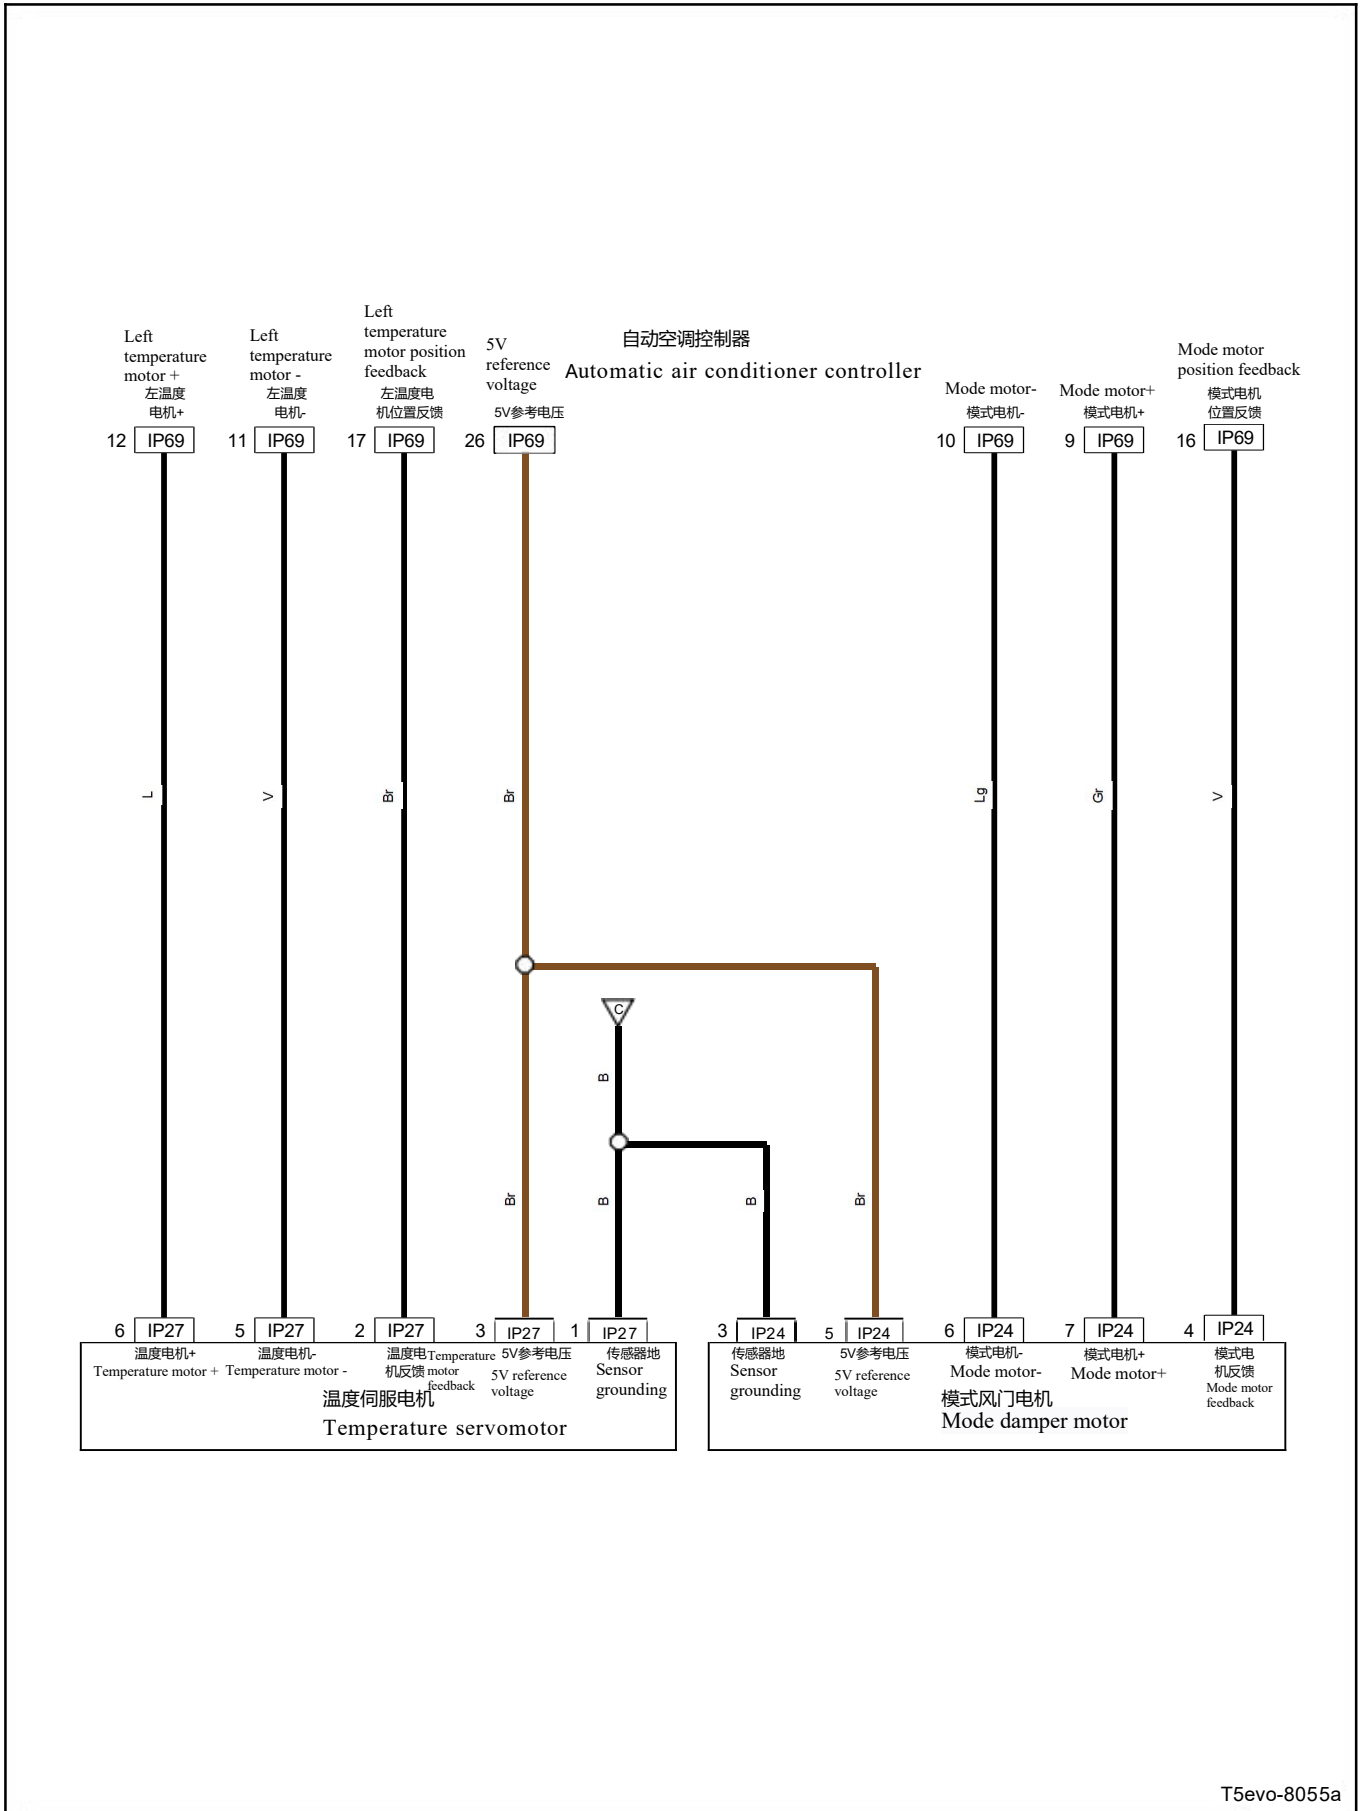 Left
temperature
motor +
左温度
电机+
12 IP69
Left
temperature
motor -
左温度
电机-
11 IP69
Left
temperature
motor position
feedback
左温度电
机位置反馈
17 IP69
5V
reference
voltage
5V参考电压
26 IP69
自动空调控制器
Automatic air conditioner controller
Mode motor-
模式电机-
10 IP69
Mode motor+
模式电机+
9 IP69
Mode motor
position feedback
模式电机
位置反馈
16 IP69
L
V
Br
Br
Lg
Gr
V
C
B
Br
B
B
Br
6 IP27
温度电机+
Temperature motor +
5 IP27
温度电机-
Temperature motor -
2 IP27
温度电
机反馈
Temperature
motor
feedback
3 IP27
5V参考电压
5V reference
voltage
1 IP27
传感器地
Sensor
grounding
温度伺服电机
Temperature servomotor
3 IP24
传感器地
Sensor
grounding
5 IP24
5V参考电压
5V reference
voltage
6 IP24
模式电机-
Mode motor-
7 IP24
模式电机+
Mode motor+
4 IP24
模式电
机反馈
Mode motor
feedback
模式风门电机
Mode damper motor
T5evo-8055a